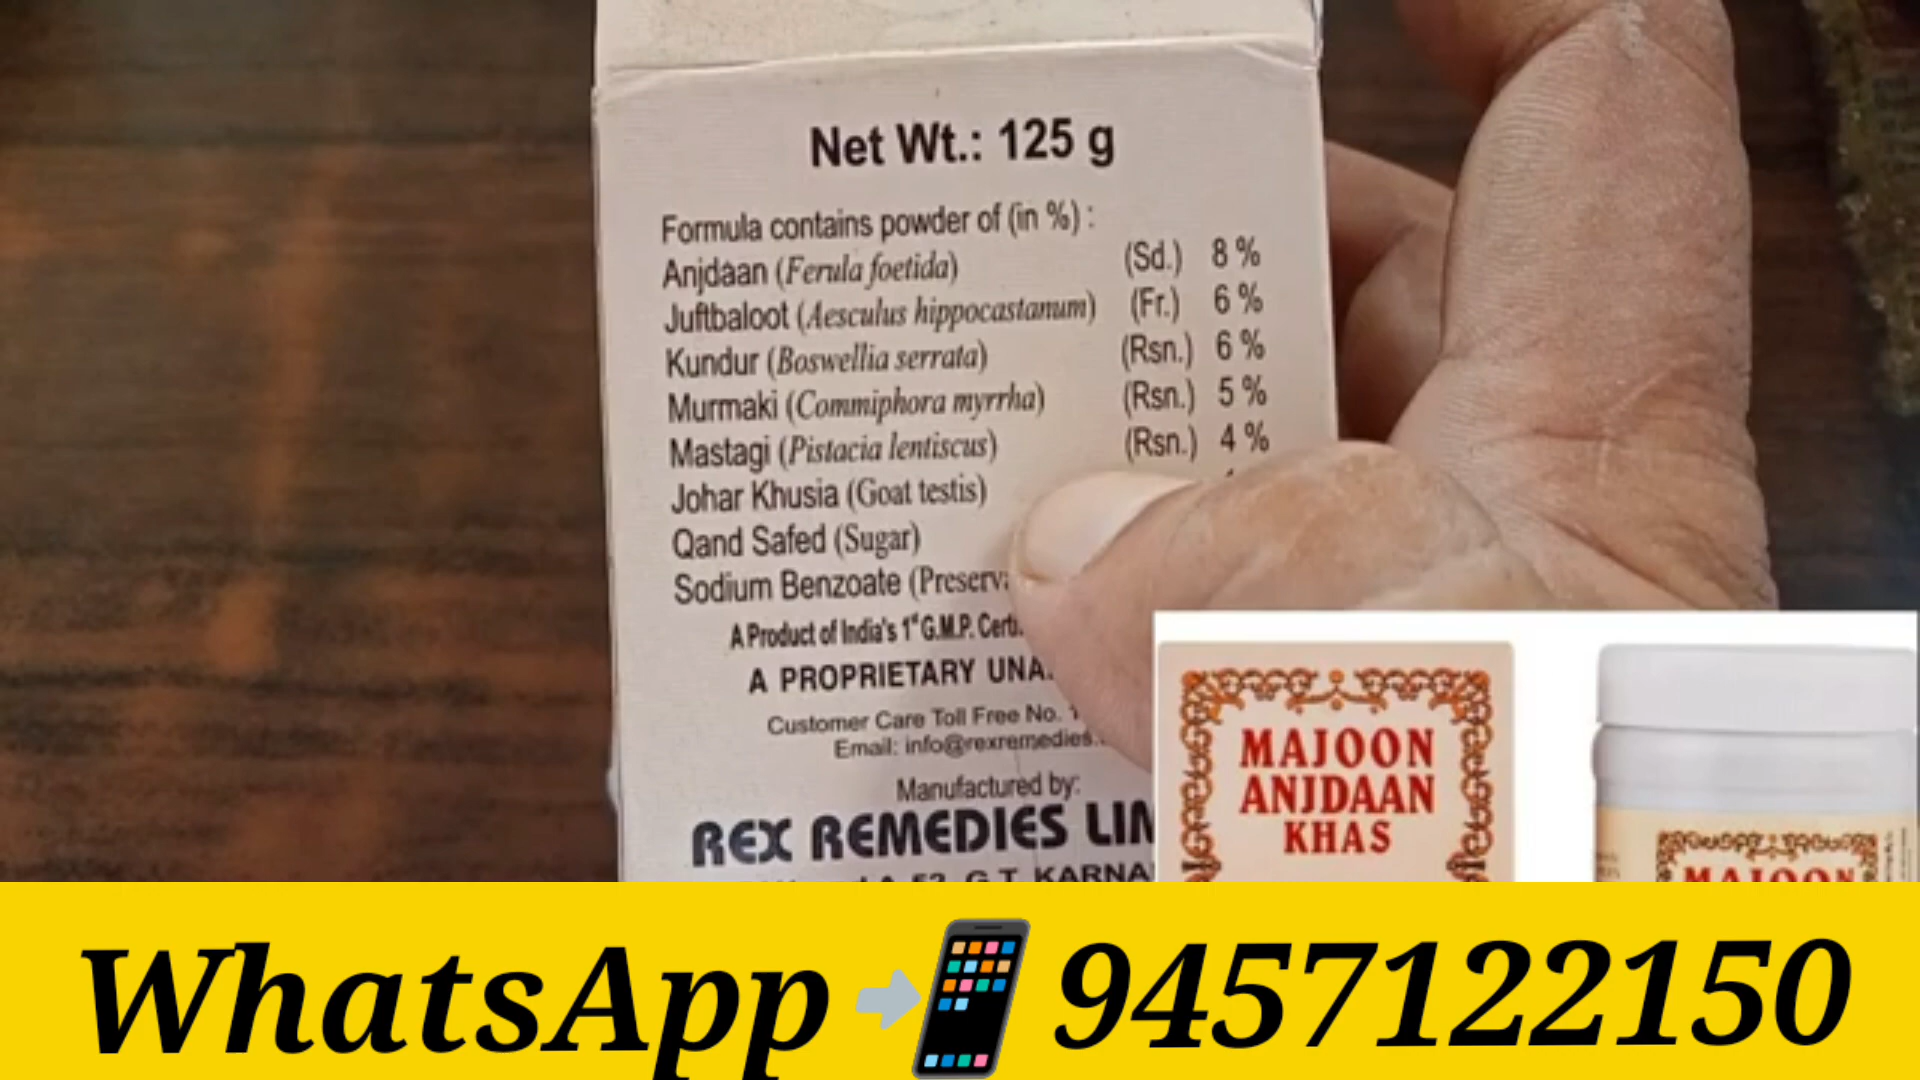 Net Wt.: 125 g
Formula contains powder of (in %) :
Anjdaan (Ferula foetida) (Sd.) 8 %
Juftbaloot (Aesculus hippocastanum) (Fr.) 6 %
Kundur (Boswellia serrata) (Rsn.) 6 %
Murmaki (Commiphora myrrha) (Rsn.) 5 %
Mastagi (Pistacia lentiscus) (Rsn.) 4 %
Johar Khusia (Goat testis)
Qand Safed (Sugar)
Sodium Benzoate
A Product of India's 1st G.M.P.
A PROPRIETARY
Customer Care Toll Free No.
Email: info@rexremedies.
Manufactured by:
REX REMEDIES
G.T. KARNA
MAJOON
ANJDAAN
KHAS
MAJOON
WhatsApp 9457122150